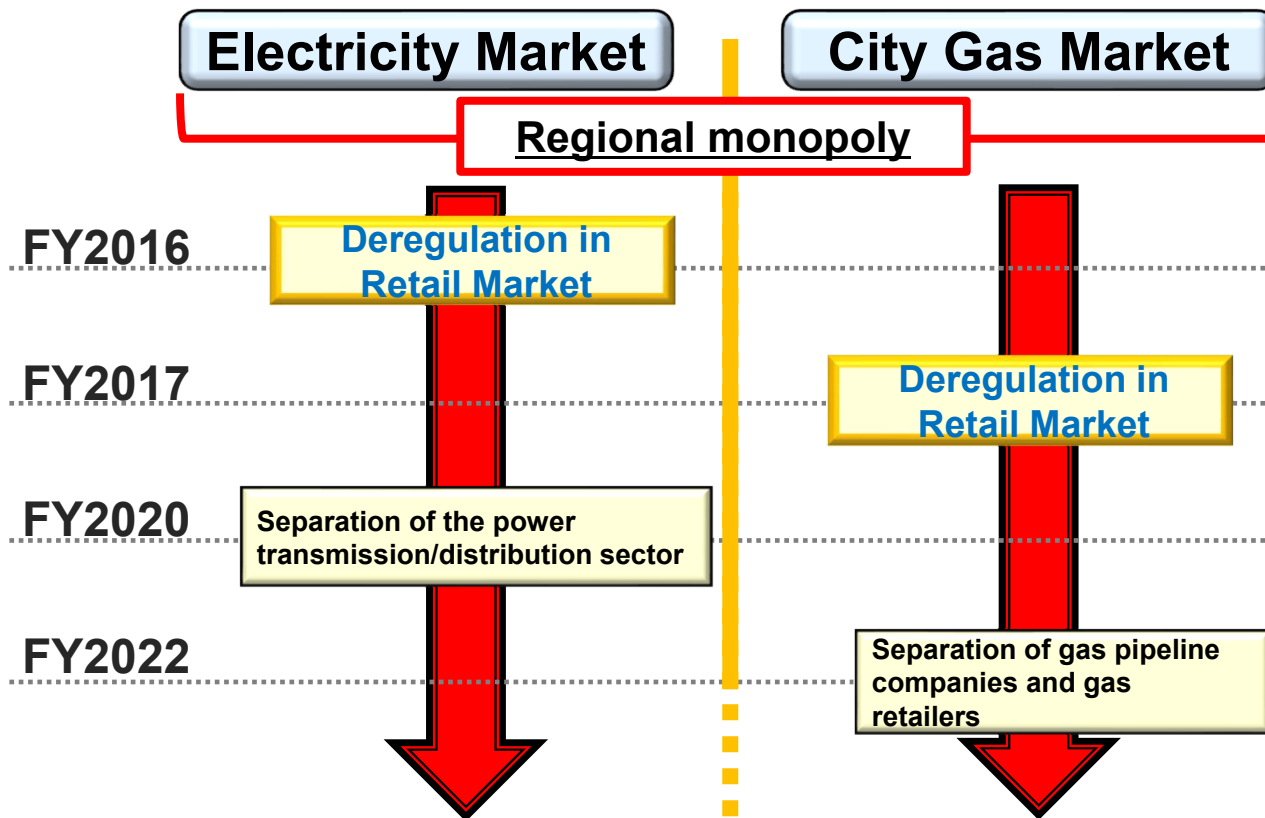 Electricity Market
City Gas Market
Regional monopoly
FY2016
Deregulation in
Retail Market
FY2017
Deregulation in
Retail Market
FY2020
Separation of the power
transmission/distribution sector
FY2022
Separation of gas pipeline
companies and gas
retailers